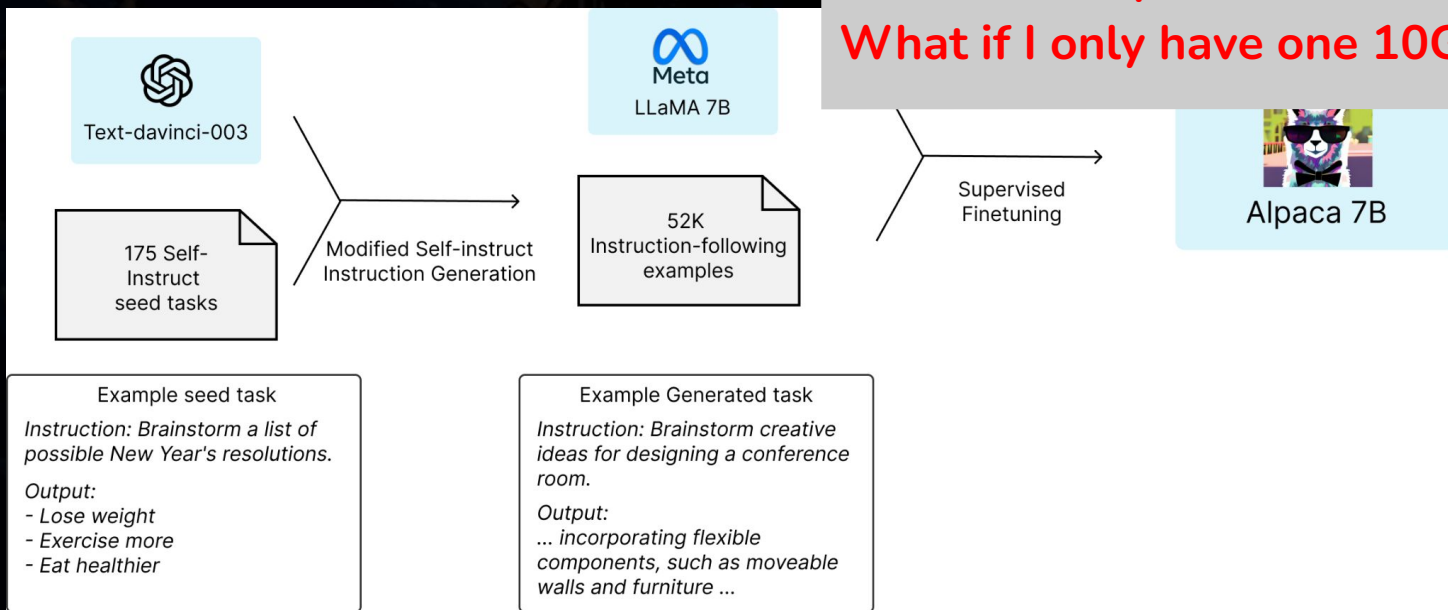 What if I only have one
Meta
LLaMA 7B
Text-davinci-003
175 Self-
Instruct
seed tasks
Modified Self-instruct
Instruction Generation
52K
Instruction-following
examples
Supervised
Finetuning
Alpaca 7B
Example seed task
Instruction: Brainstorm a list of
possible New Year's resolutions.
Output:
- Lose weight
- Exercise more
- Eat healthier
Example Generated task
Instruction: Brainstorm creative
ideas for designing a conference
room.
Output:
... incorporating flexible
components, such as moveable
walls and furniture ...